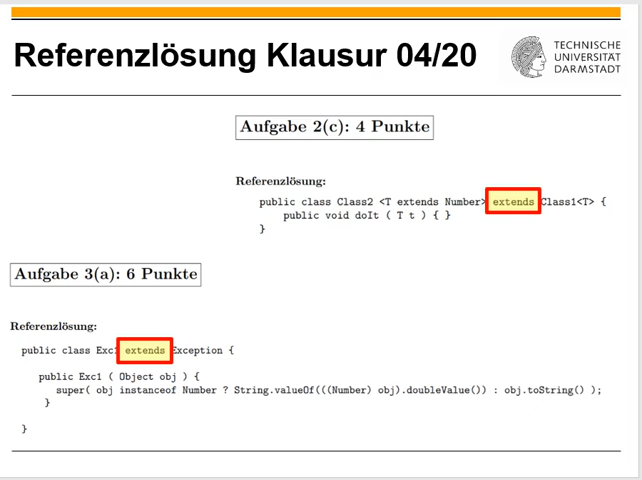 Referenzlösung Klausur 04/20
TECHNISCHE
UNIVERSITÄT
DARMSTADT
Aufgabe 2(c): 4 Punkte
Referenzlösung:
public class Class2 <T extends Number> extends Class1<T> {
public void doIt ( T t ) { }
}
Aufgabe 3(a): 6 Punkte
Referenzlösung:
public class Exc1 extends Exception {
public Exc1 ( Object obj ) {
super( obj instanceof Number ? String.valueOf(((Number) obj).doubleValue()) : obj.toString() );
}
}